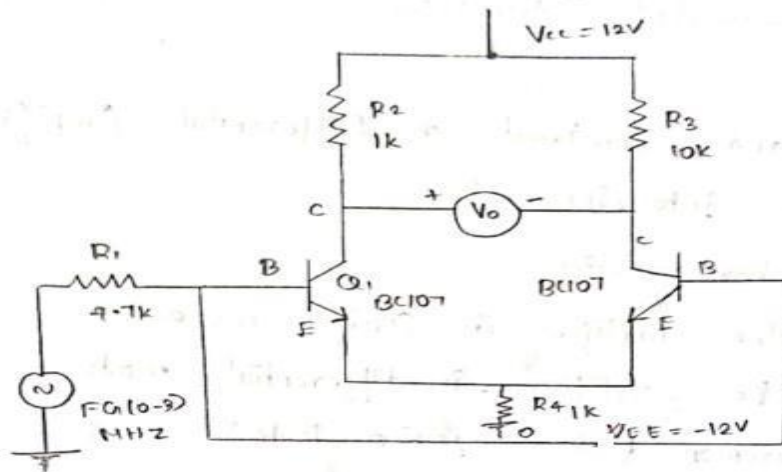 Vcc = 12V
R2
1k
R3
10k
C
+
Vo
-
C
R1
4.7k
B
Q1
BC107
E
BC107
B
E
FG(0-3)
MHZ
R4 1k
VEE = -12V